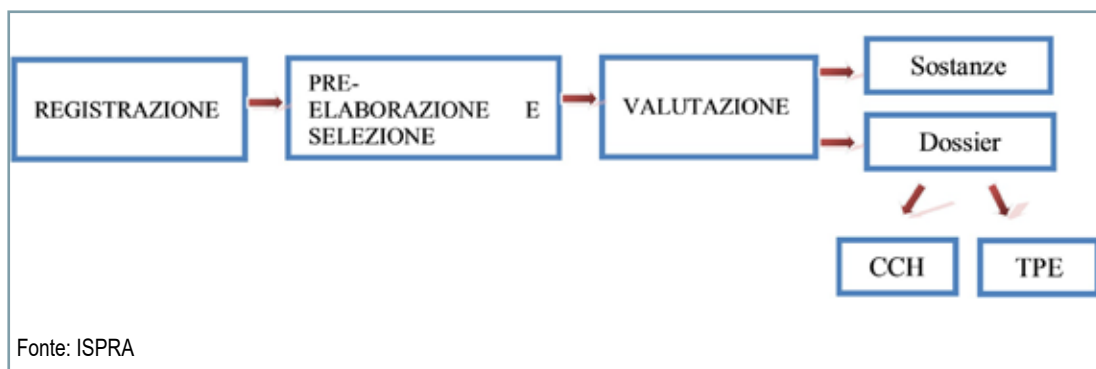 REGISTRAZIONE
PRE-
ELABORAZIONE E
SELEZIONE
VALUTAZIONE
Sostanze
Dossier
CCH
TPE
Fonte: ISPRA